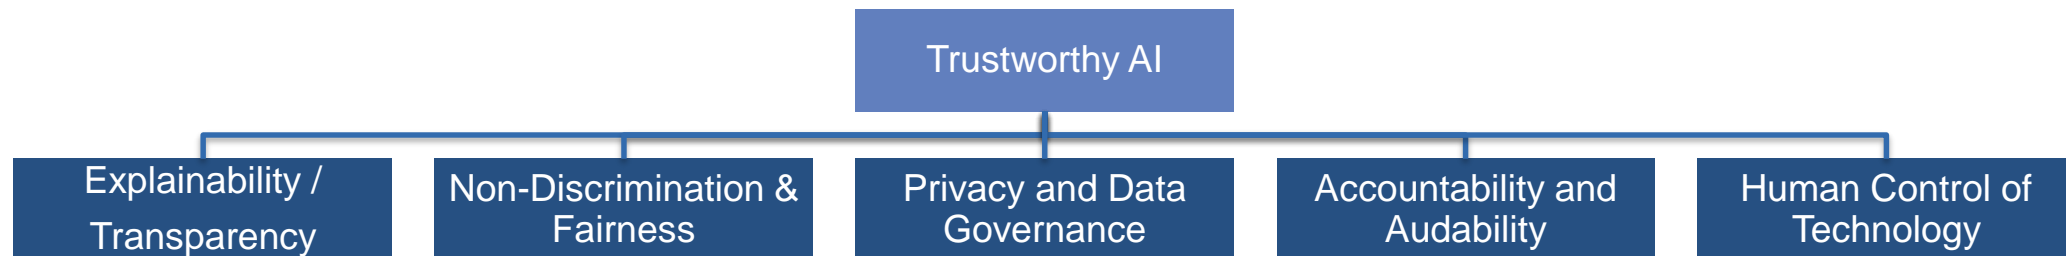 Trustworthy AI
Explainability /
Transparency
Non-Discrimination &
Fairness
Privacy and Data
Governance
Accountability and
Audability
Human Control of
Technology